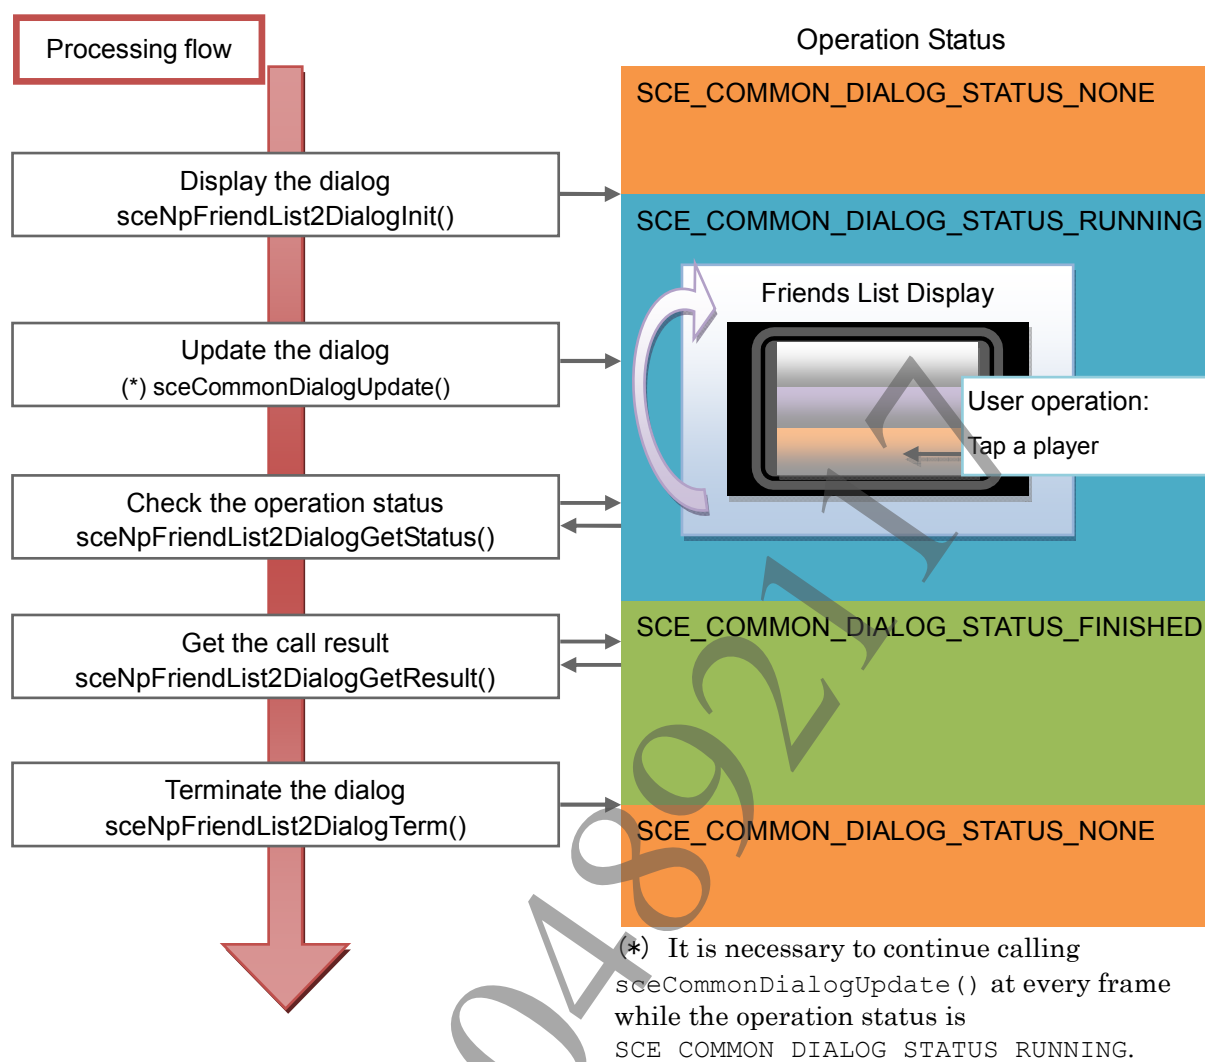 Processing flow
Operation Status
SCE_COMMON_DIALOG_STATUS_NONE
Display the dialog
sceNpFriendList2DialogInit()
SCE_COMMON_DIALOG_STATUS_RUNNING
Friends List Display
Update the dialog
(*) sceCommonDialogUpdate()
User operation:
Tap a player
Check the operation status
sceNpFriendList2DialogGetStatus()
SCE_COMMON_DIALOG_STATUS_FINISHED
Get the call result
sceNpFriendList2DialogGetResult()
Terminate the dialog
sceNpFriendList2DialogTerm()
SCE_COMMON_DIALOG_STATUS_NONE
(*) It is necessary to continue calling
sceCommonDialogUpdate() at every frame
while the operation status is
SCE_COMMON_DIALOG_STATUS_RUNNING.
04892117